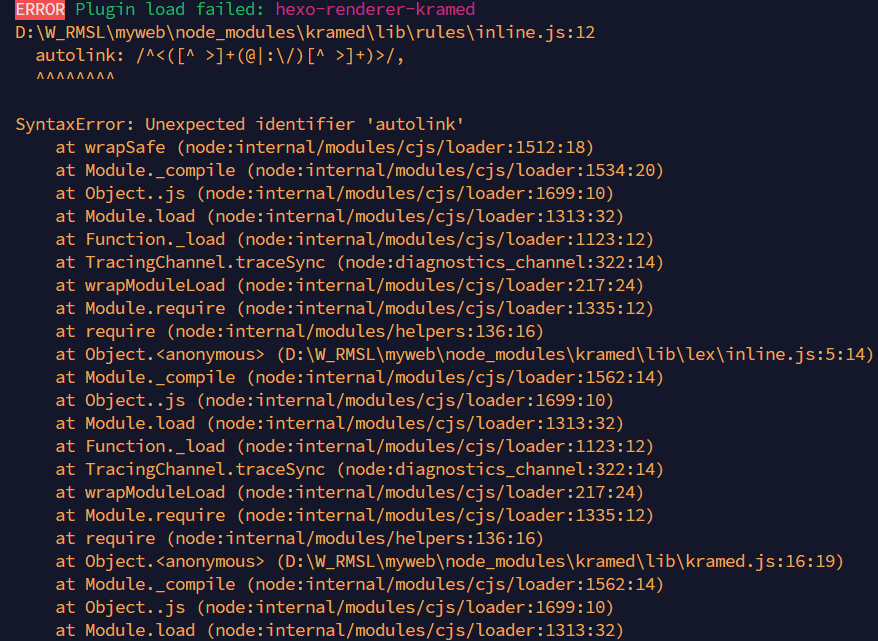 ERROR Plugin load failed: hexo-renderer-kramed
D:\W_RMSL\myweb\node_modules\kramed\lib\rules\inline.js:12
  autolink: /^<([^ >]+(@|:\/)[^ >]+)>/,
  ^^^^^^^^

SyntaxError: Unexpected identifier 'autolink'
    at wrapSafe (node:internal/modules/cjs/loader:1512:18)
    at Module._compile (node:internal/modules/cjs/loader:1534:20)
    at Object..js (node:internal/modules/cjs/loader:1699:10)
    at Module.load (node:internal/modules/cjs/loader:1313:32)
    at Function._load (node:internal/modules/cjs/loader:1123:12)
    at TracingChannel.traceSync (node:diagnostics_channel:322:14)
    at wrapModuleLoad (node:internal/modules/cjs/loader:217:24)
    at Module.require (node:internal/modules/cjs/loader:1335:12)
    at require (node:internal/modules/helpers:136:16)
    at Object.<anonymous> (D:\W_RMSL\myweb\node_modules\kramed\lib\lex\inline.js:5:14)
    at Module._compile (node:internal/modules/cjs/loader:1562:14)
    at Object..js (node:internal/modules/cjs/loader:1699:10)
    at Module.load (node:internal/modules/cjs/loader:1313:32)
    at Function._load (node:internal/modules/cjs/loader:1123:12)
    at TracingChannel.traceSync (node:diagnostics_channel:322:14)
    at wrapModuleLoad (node:internal/modules/cjs/loader:217:24)
    at Module.require (node:internal/modules/cjs/loader:1335:12)
    at require (node:internal/modules/helpers:136:16)
    at Object.<anonymous> (D:\W_RMSL\myweb\node_modules\kramed\lib\kramed.js:16:19)
    at Module._compile (node:internal/modules/cjs/loader:1562:14)
    at Object..js (node:internal/modules/cjs/loader:1699:10)
    at Module.load (node:internal/modules/cjs/loader:1313:32)